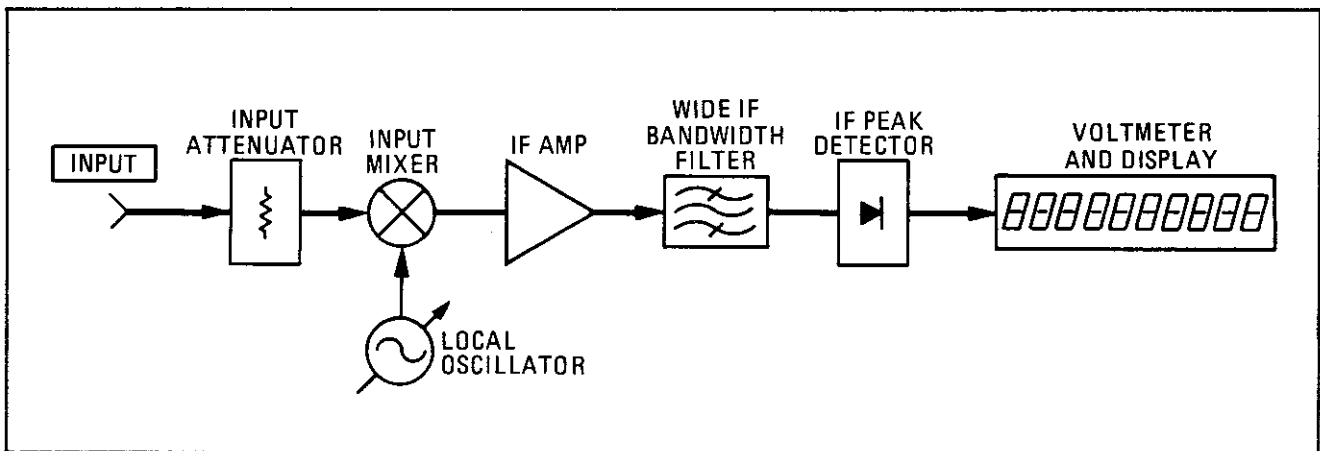 INPUT
INPUT
ATTENUATOR
INPUT
MIXER
IF AMP
WIDE IF
BANDWIDTH
FILTER
IF PEAK
DETECTOR
VOLTMETER
AND DISPLAY
LOCAL
OSCILLATOR